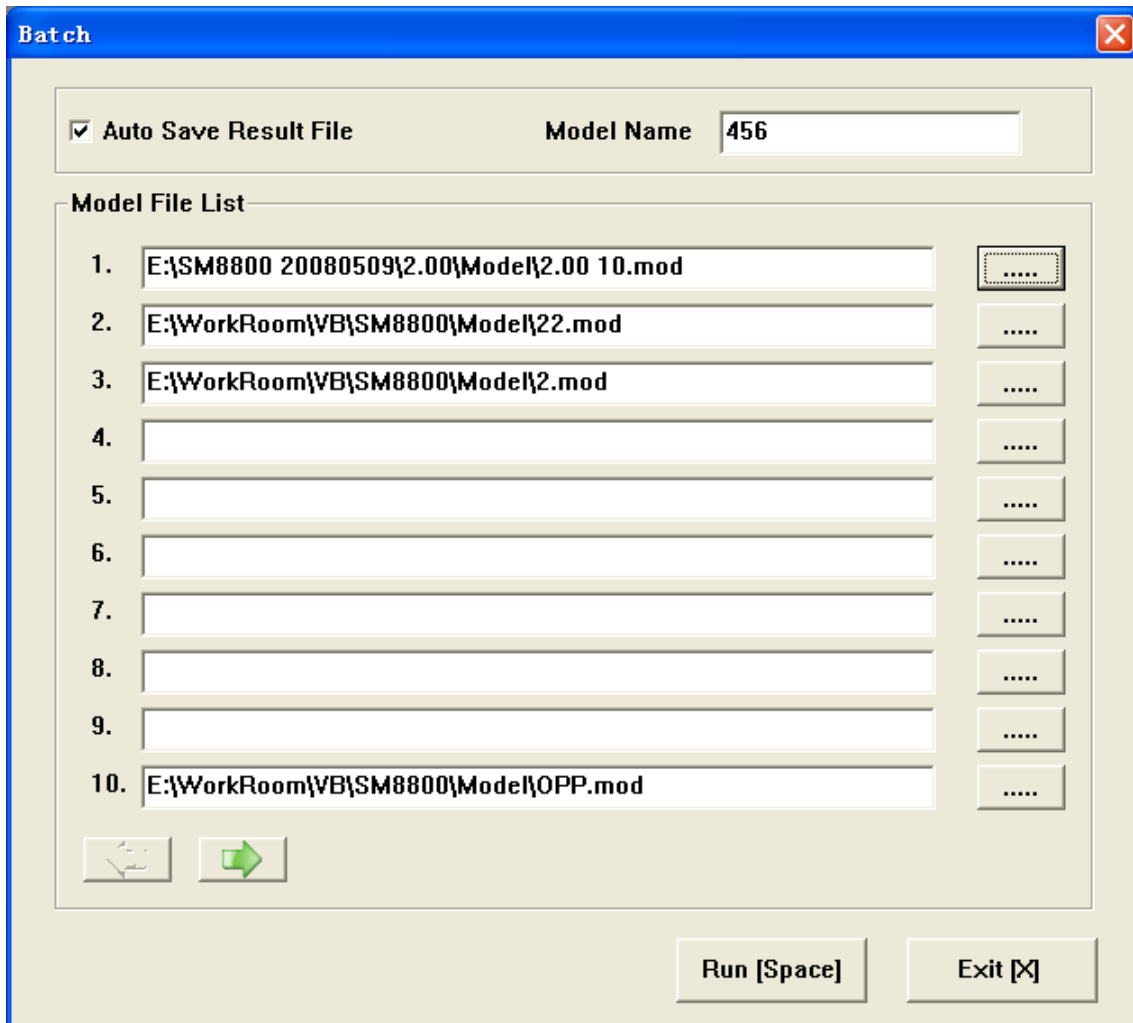 Batch
Auto Save Result File Model Name 456
Model File List
1. E:\SM8800 20080509\2.00\Model\2.00 10.mod .....
2. E:\WorkRoom\VB\SM8800\Model\22.mod .....
3. E:\WorkRoom\VB\SM8800\Model\2.mod .....
4. .....
5. .....
6. .....
7. .....
8. .....
9. .....
10. E:\WorkRoom\VB\SM8800\Model\OPP.mod .....
Run [Space] Exit [X]